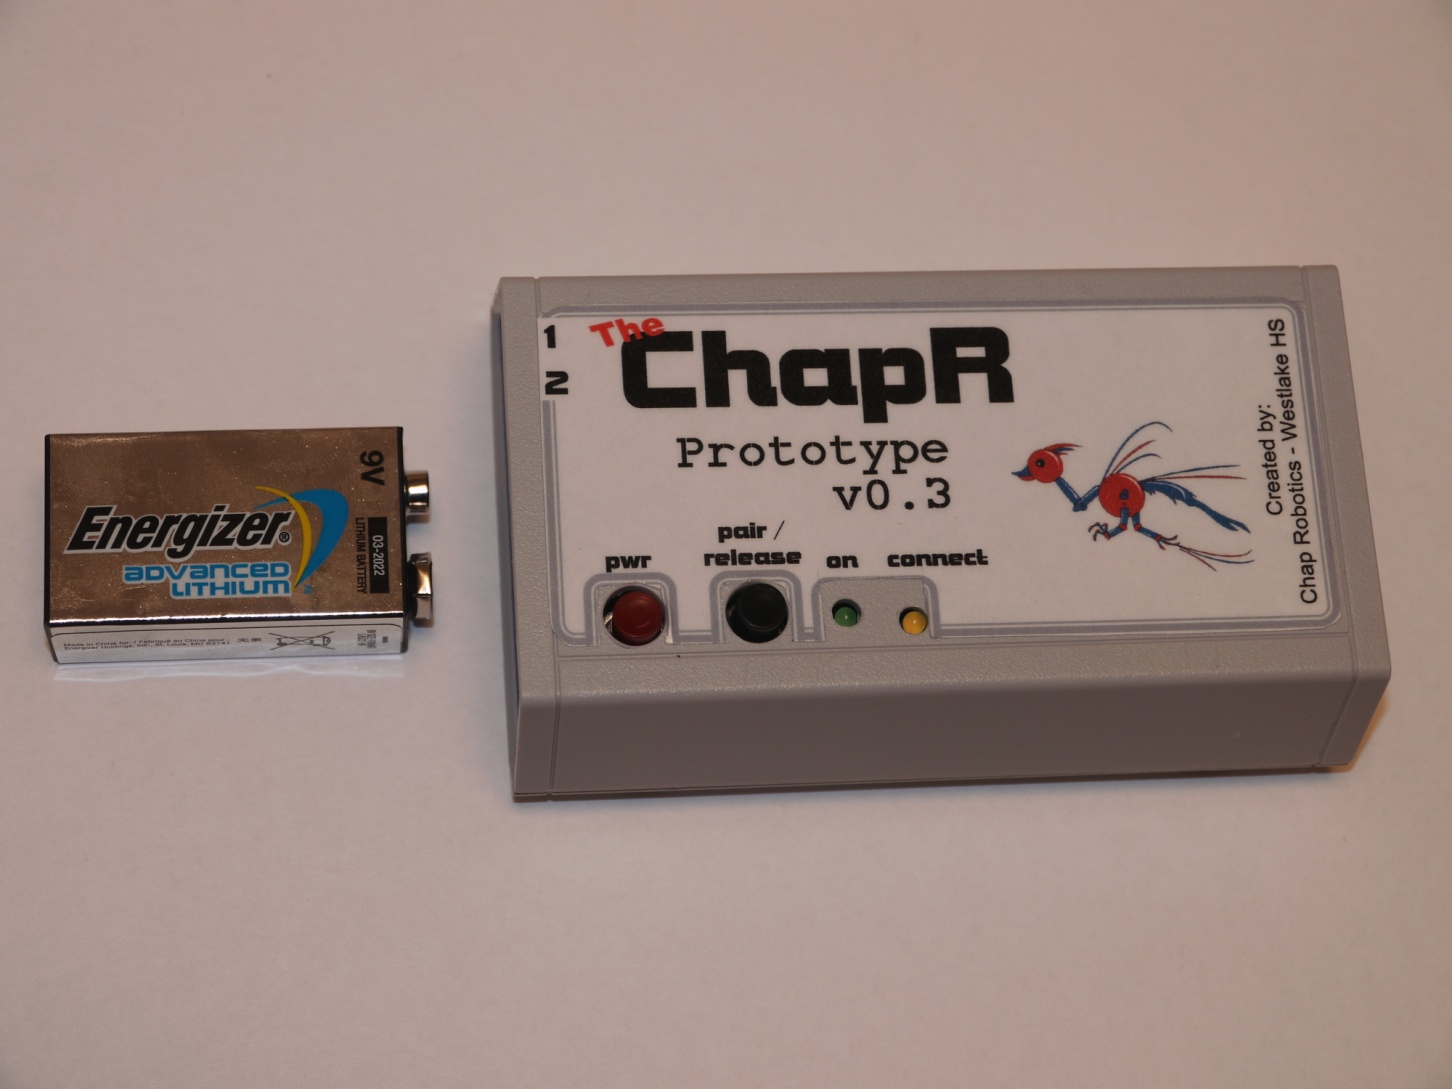 9V
Energizer®
ADVANCED
LITHIUM
LITHIUM BATTERY
03-2022
1
2
The
ChapR
Prototype
v0.3
pair /
pwr release on connect
Created by:
Chap Robotics - Westlake HS